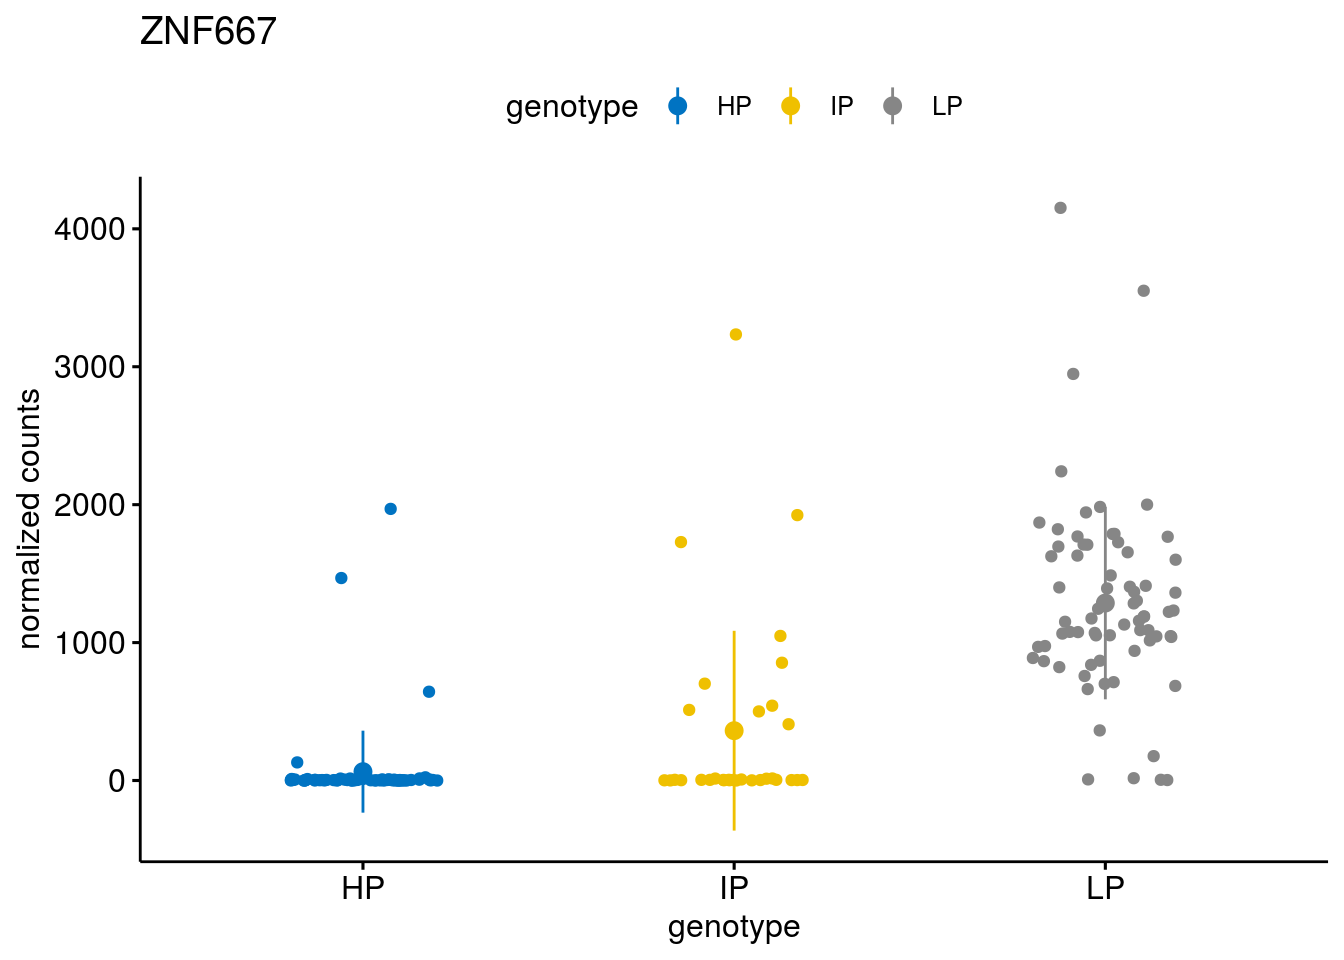 ZNF667
genotype HP IP LP
4000
3000
2000
1000
0
normalized counts
HP IP LP
genotype